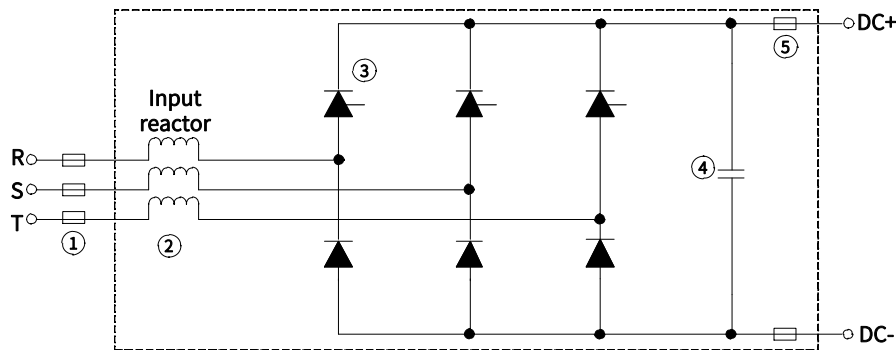 DC+
⑤
③
Input
reactor
R
④
S
T
①
②
DC-